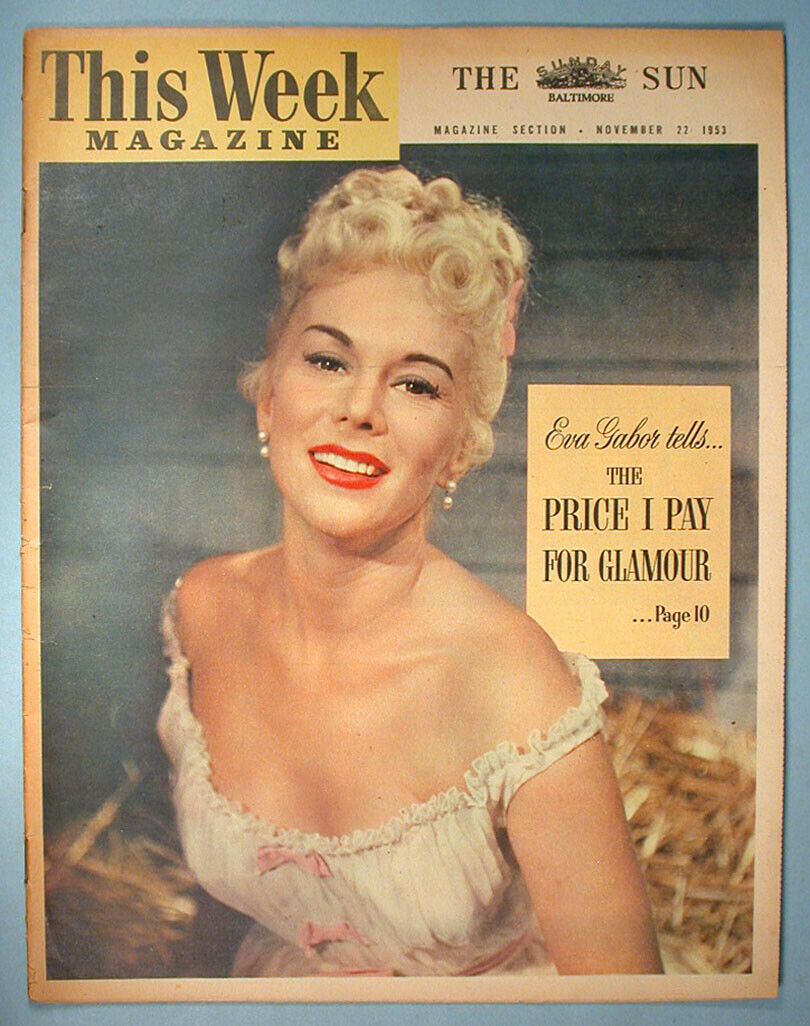 This Week
MAGAZINE
THE SUNDAY SUN
BALTIMORE
MAGAZINE SECTION • NOVEMBER 22 1953
Eva Gabor tells...
THE
PRICE I PAY
FOR GLAMOUR
...Page 10